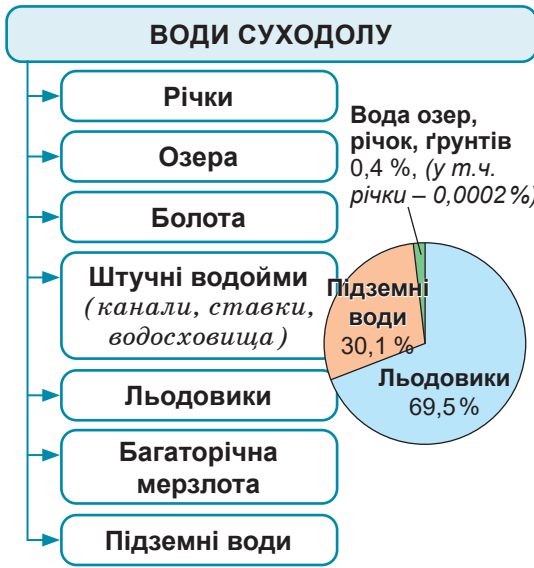 ВОДИ СУХОДОЛУ
Річки
Озера
Болота
Штучні водойми
(канали, ставки,
водосховища)
Льодовики
Багаторічна
мерзлота
Підземні води
Вода озер,
річок, ґрунтів
0,4 %, (у т.ч.
річки – 0,0002 %)
Підземні
води
30,1 %
Льодовики
69,5 %